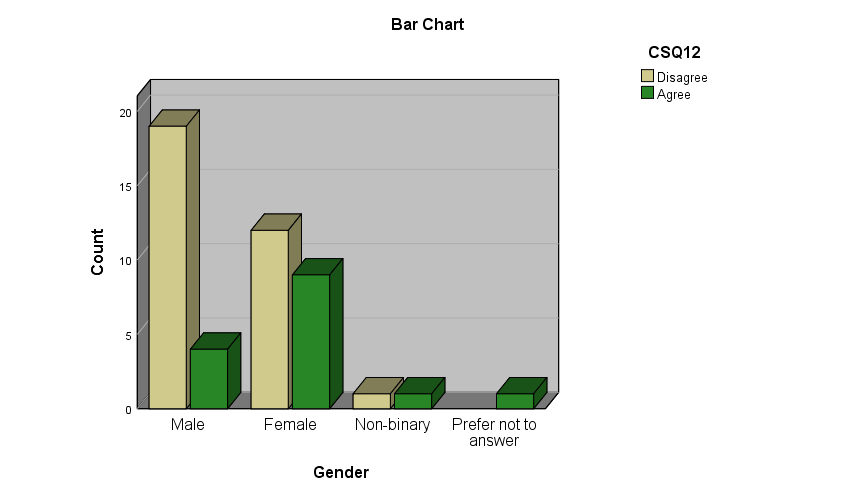 Bar Chart
CSQ12
Disagree
Agree
20
15
10
5
0
Count
Male
Female
Non-binary
Prefer not to
answer
Gender